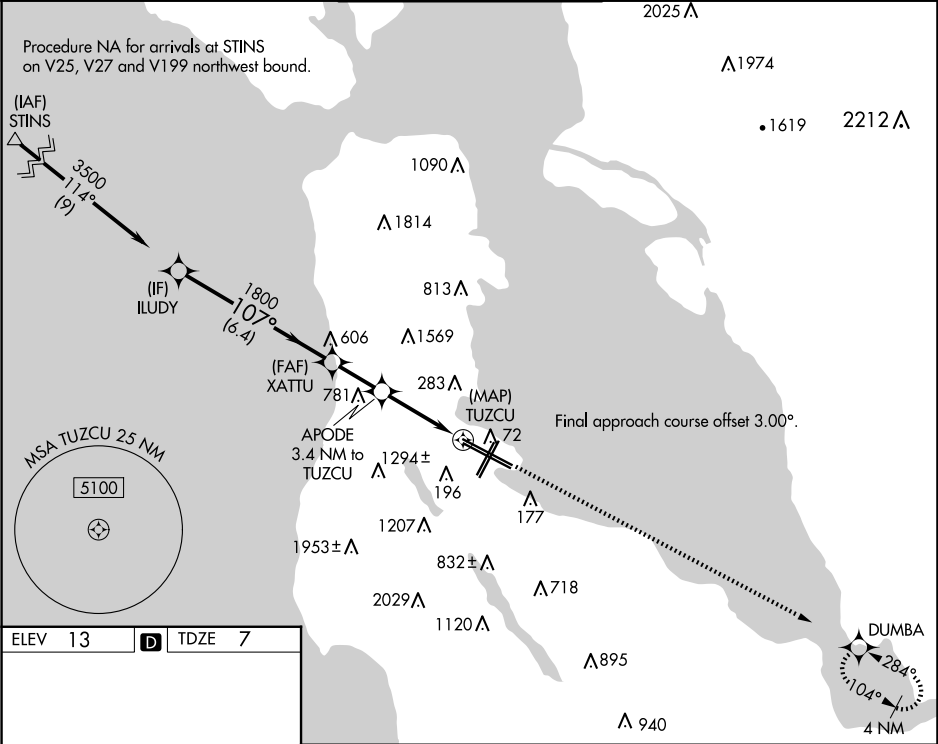 2025
Procedure NA for arrivals at STINS
on V25, V27 and V199 northwest bound.
1974
(IAF)
STINS
1619
2212
3500
114°
(9)
1090
1814
(IF)
ILUDY
1800
107°
(6.4)
813
606
1569
(FAF)
XATTU
781
283
(MAP)
TUZCU
72
Final approach course offset 3.00°.
APODE
3.4 NM to
TUZCU
1294±
196
177
MSA TUZCU 25 NM
5100
1207
1953±
832±
718
2029
1120
ELEV 13 D TDZE 7
DUMBA
895
284°
104°
4 NM
940